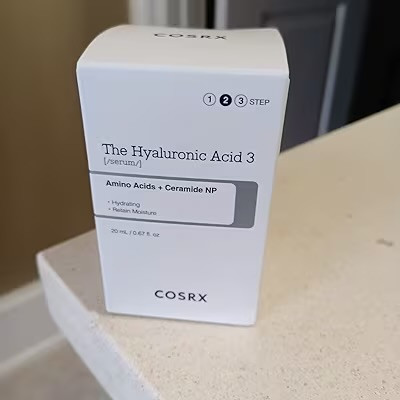 COSRX
1 2 3 STEP
The Hyaluronic Acid 3
[/serum/]
Amino Acids + Ceramide NP
- Hydrating
- Retain Moisture
20 mL / 0.67 fl. oz
COSRX